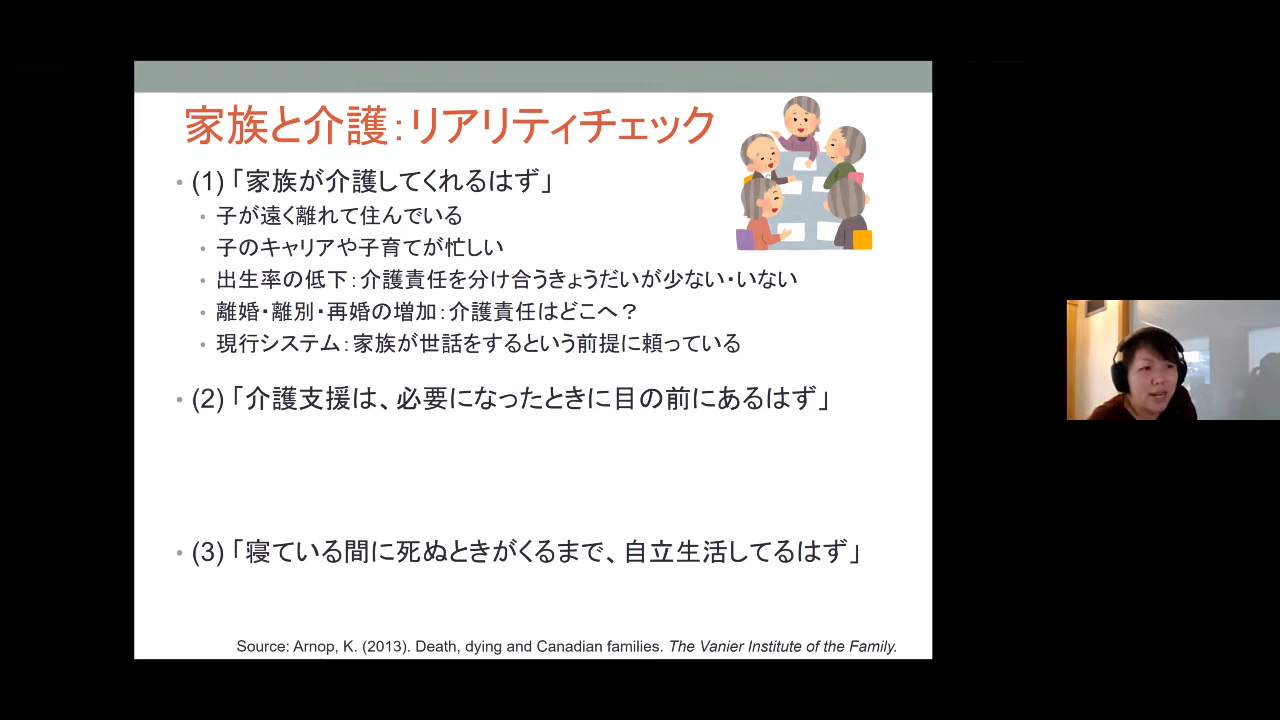 家族と介護：リアリティチェック
• (1) 「家族が介護してくれるはず」
• 子が遠く離れて住んでいる
• 子のキャリアや子育てが忙しい
• 出生率の低下：介護責任を分け合うきょうだいが少ない・いない
• 離婚・離別・再婚の増加：介護責任はどこへ？
• 現行システム：家族が世話をするという前提に頼っている
• (2) 「介護支援は、必要になったときに目の前にあるはず」
• (3) 「寝ている間に死ぬときがくるまで、自立生活してるはず」
Source: Arnop, K. (2013). Death, dying and Canadian families. The Vanier Institute of the Family.